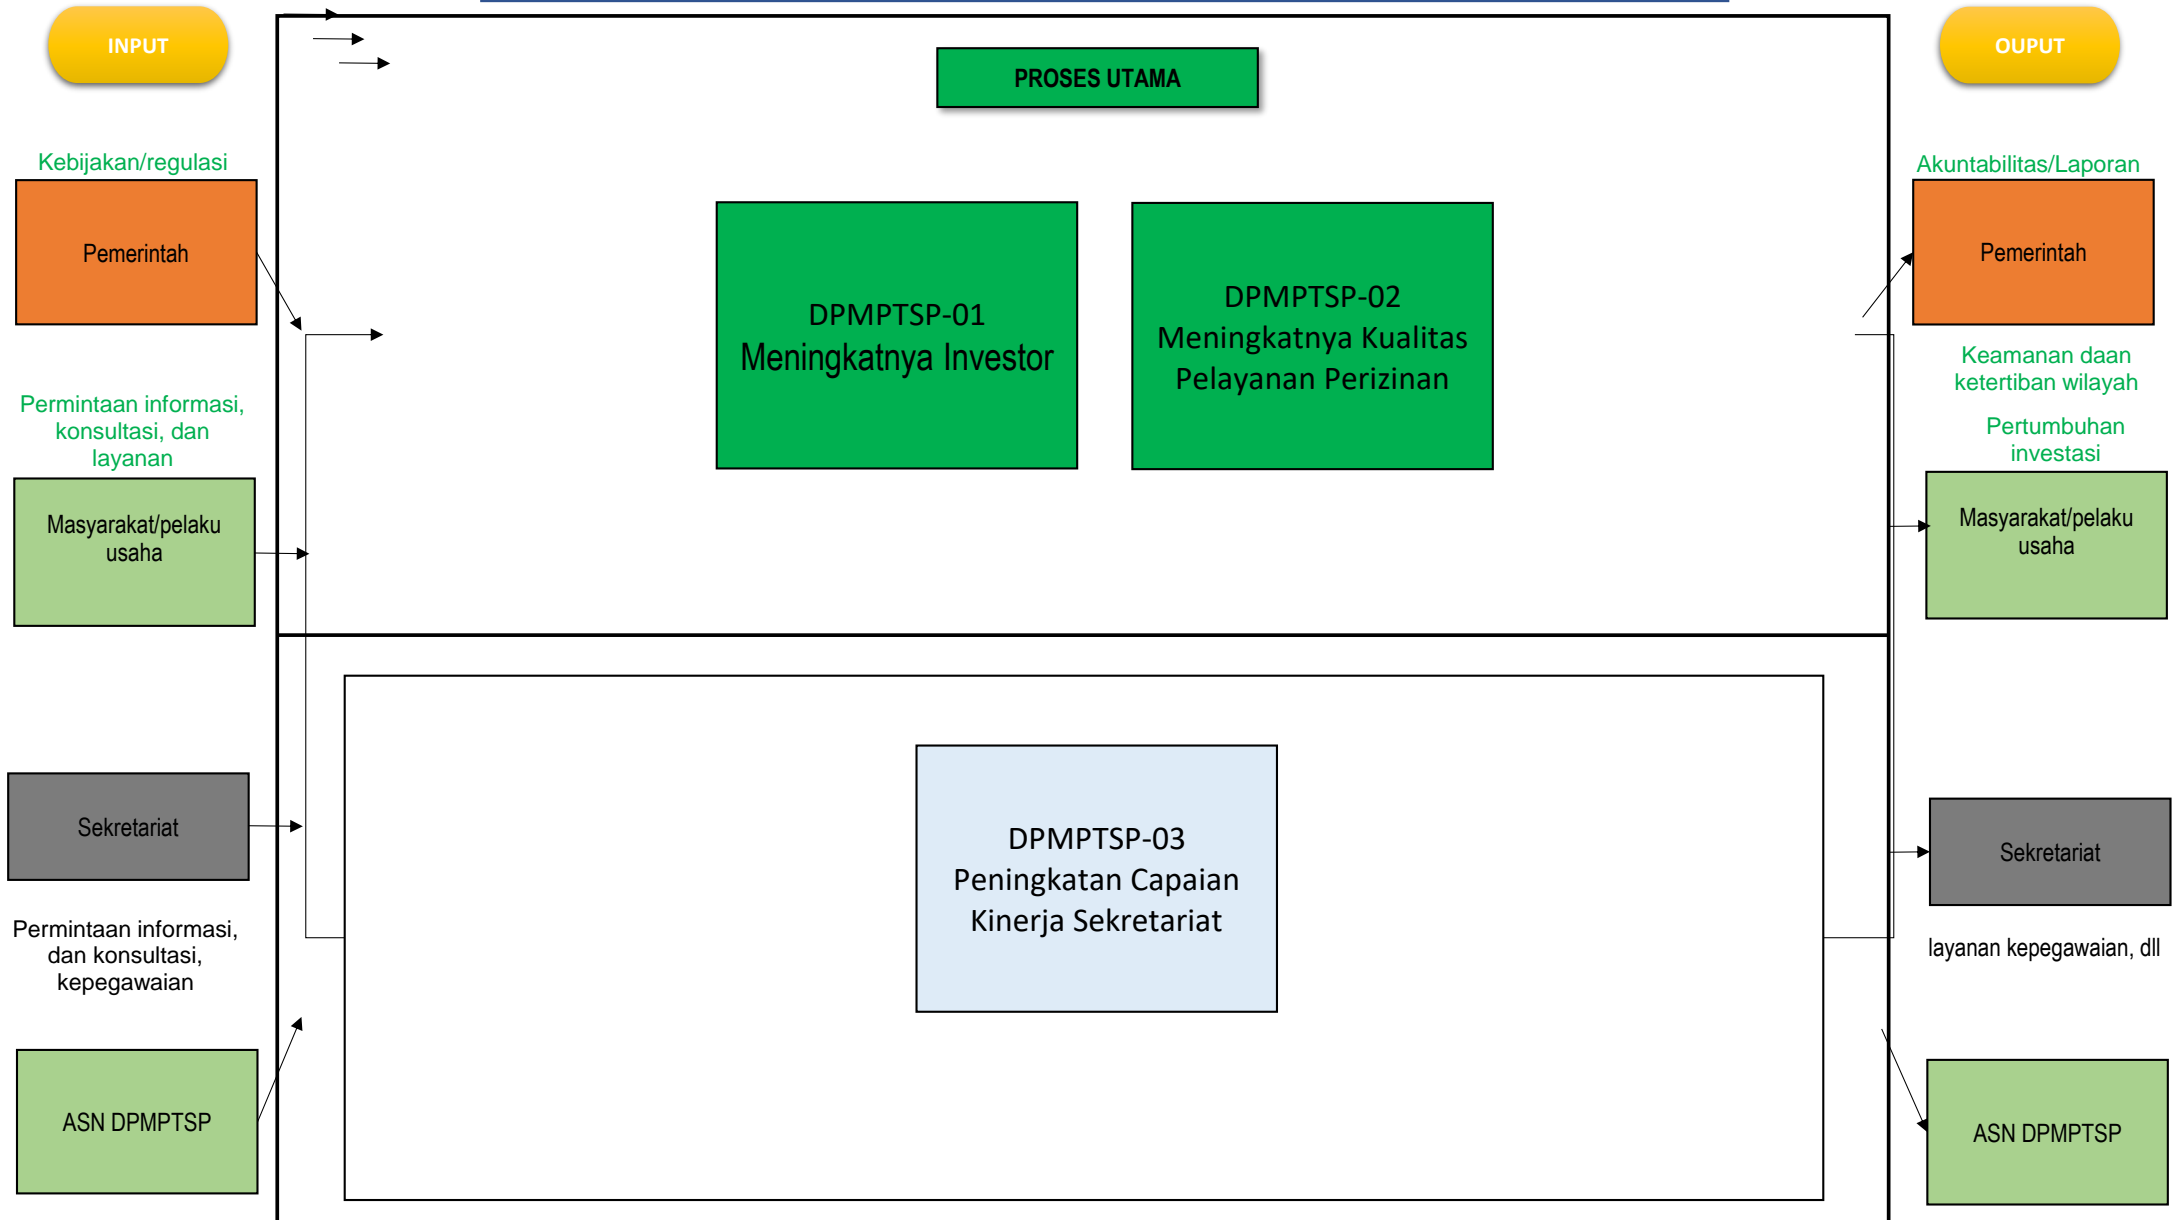 INPUT
OUPUT
PROSES UTAMA
Kebijakan/regulasi
Pemerintah
Permintaan informasi,
konsultasi, dan
layanan
Masyarakat/pelaku
usaha
Sekretariat
Permintaan informasi,
dan konsultasi,
kepegawaian
ASN DPMPTSP
DPMPTSP-01
Meningkatnya Investor
DPMPTSP-02
Meningkatnya Kualitas
Pelayanan Perizinan
DPMPTSP-03
Peningkatan Capaian
Kinerja Sekretariat
Akuntabilitas/Laporan
Pemerintah
Keamanan daan
ketertiban wilayah
Pertumbuhan
investasi
Masyarakat/pelaku
usaha
Sekretariat
layanan kepegawaian, dll
ASN DPMPTSP